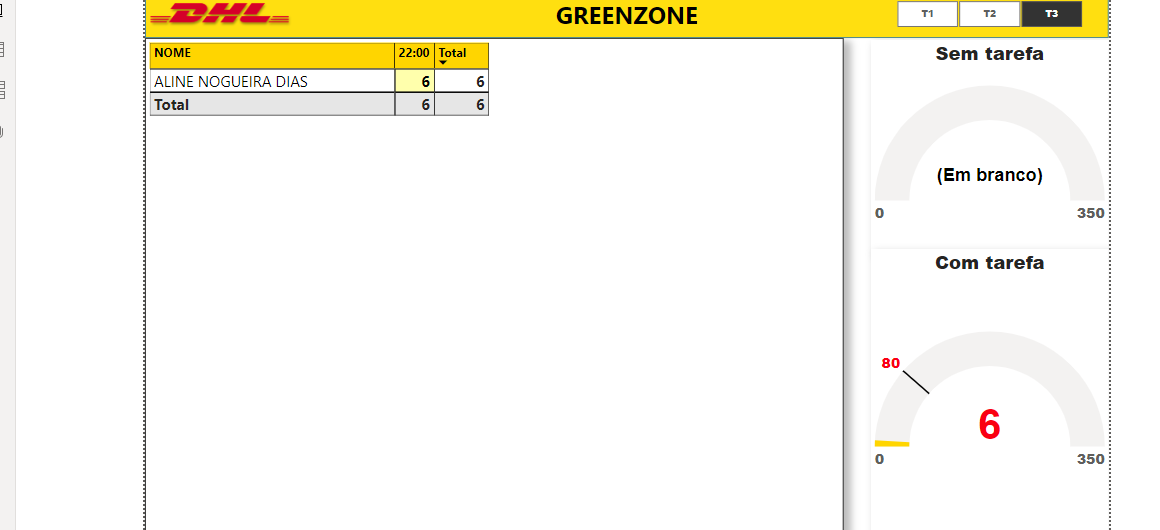 DHL
GREENZONE
T1 T2 T3
NOME 22:00 Total
ALINE NOGUEIRA DIAS 6 6
Total 6 6
Sem tarefa
(Em branco)
0 350
Com tarefa
80
6
0 350